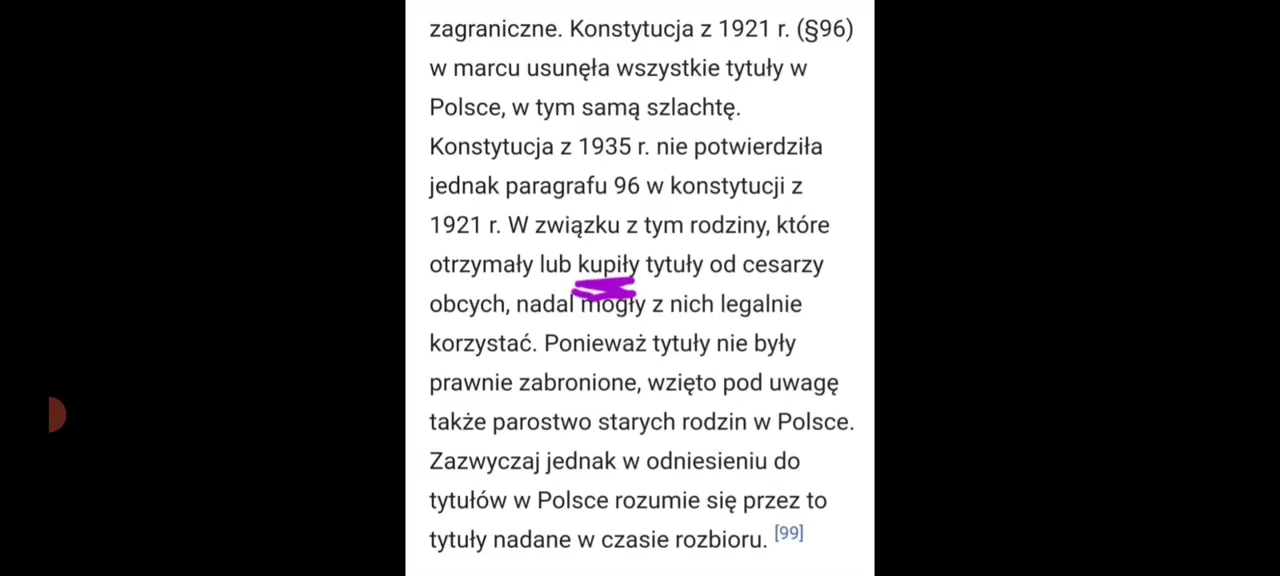 zagraniczne. Konstytucja z 1921 r. (§96)
w marcu usunęła wszystkie tytuły w
Polsce, w tym samą szlachtę.
Konstytucja z 1935 r. nie potwierdziła
jednak paragrafu 96 w konstytucji z
1921 r. W związku z tym rodziny, które
otrzymały lub kupiły tytuły od cesarzy
obcych, nadal mogły z nich legalnie
korzystać. Ponieważ tytuły nie były
prawnie zabronione, wzięto pod uwagę
także parostwo starych rodzin w Polsce.
Zazwyczaj jednak w odniesieniu do
tytułów w Polsce rozumie się przez to
tytuły nadane w czasie rozbioru. [99]